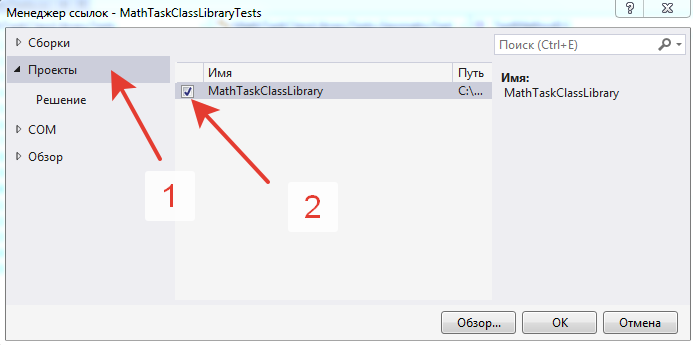 Менеджер ссылок - MathTaskClassLibraryTests
Сборки
Проекты
Решение
COM
Обзор
Имя
Путь
MathTaskClassLibrary
C:\...
Поиск (Ctrl+E)
Имя:
MathTaskClassLibrary
1
2
Обзор...
ОК
Отмена